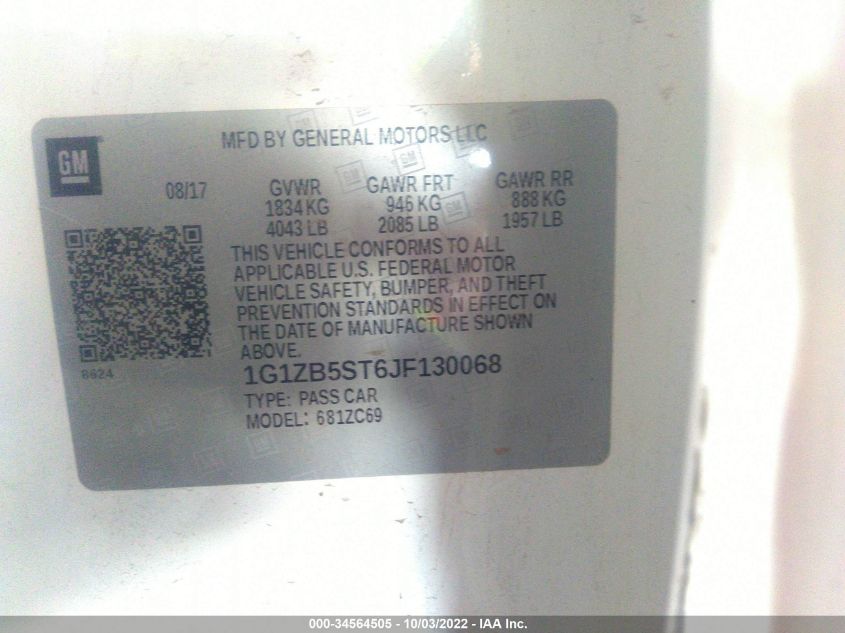 MFD BY GENERAL MOTORS LLC
GM
08/17
GVWR GAWR FRT GAWR RR
1834 KG 946 KG 888 KG
4043 LB 2085 LB 1957 LB
THIS VEHICLE CONFORMS TO ALL
APPLICABLE U.S. FEDERAL MOTOR
VEHICLE SAFETY, BUMPER, AND THEFT
PREVENTION STANDARDS IN EFFECT ON
THE DATE OF MANUFACTURE SHOWN
ABOVE.
8624
1G1ZB5ST6JF130068
TYPE: PASS CAR
MODEL: 681ZC69
000-34564505 - 10/03/2022 - IAA Inc.